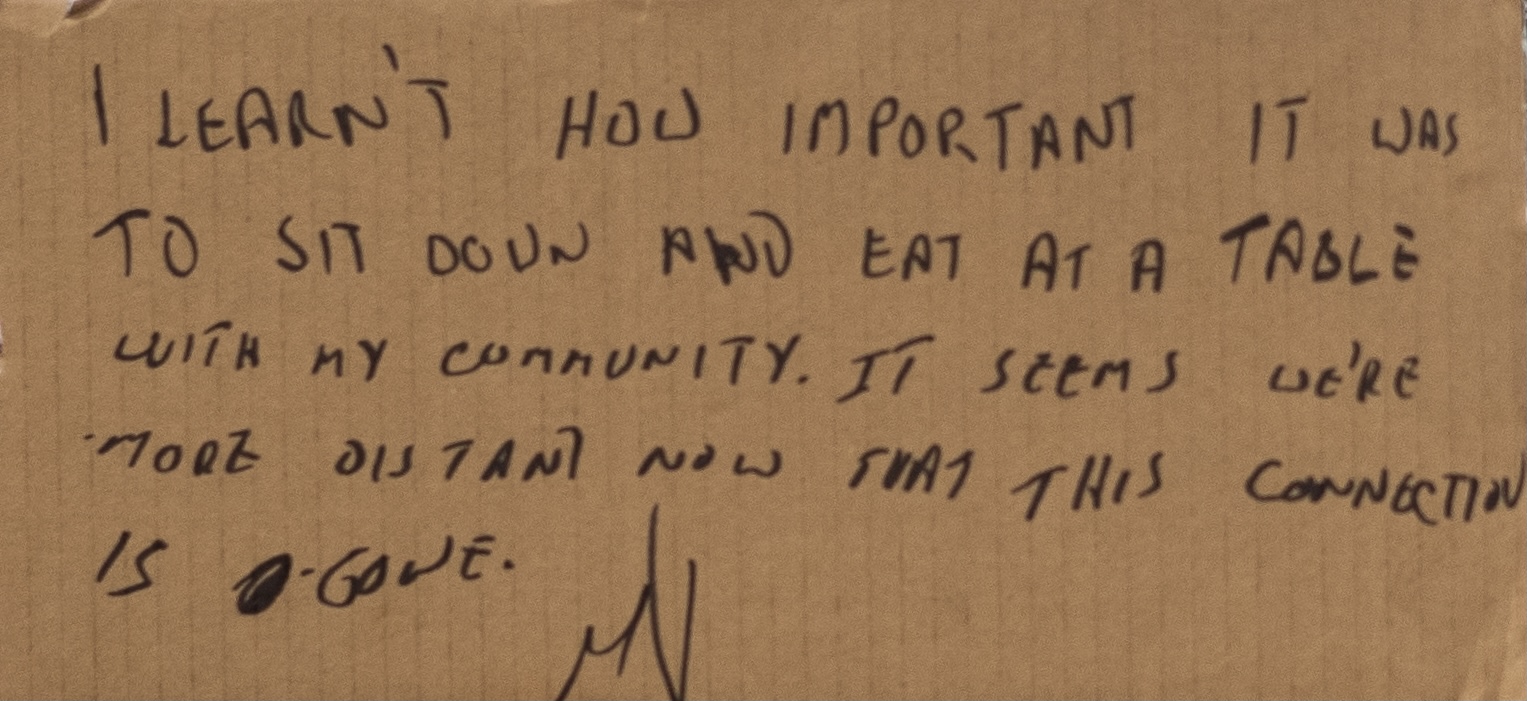 I LEARN'T HOW IMPORTANT IT WAS
TO SIT DOWN AND EAT AT A TABLE
WITH MY COMMUNITY. IT SEEMS WE'RE
MORE DISTANT NOW THAT THIS CONNECTION
IS GONE.